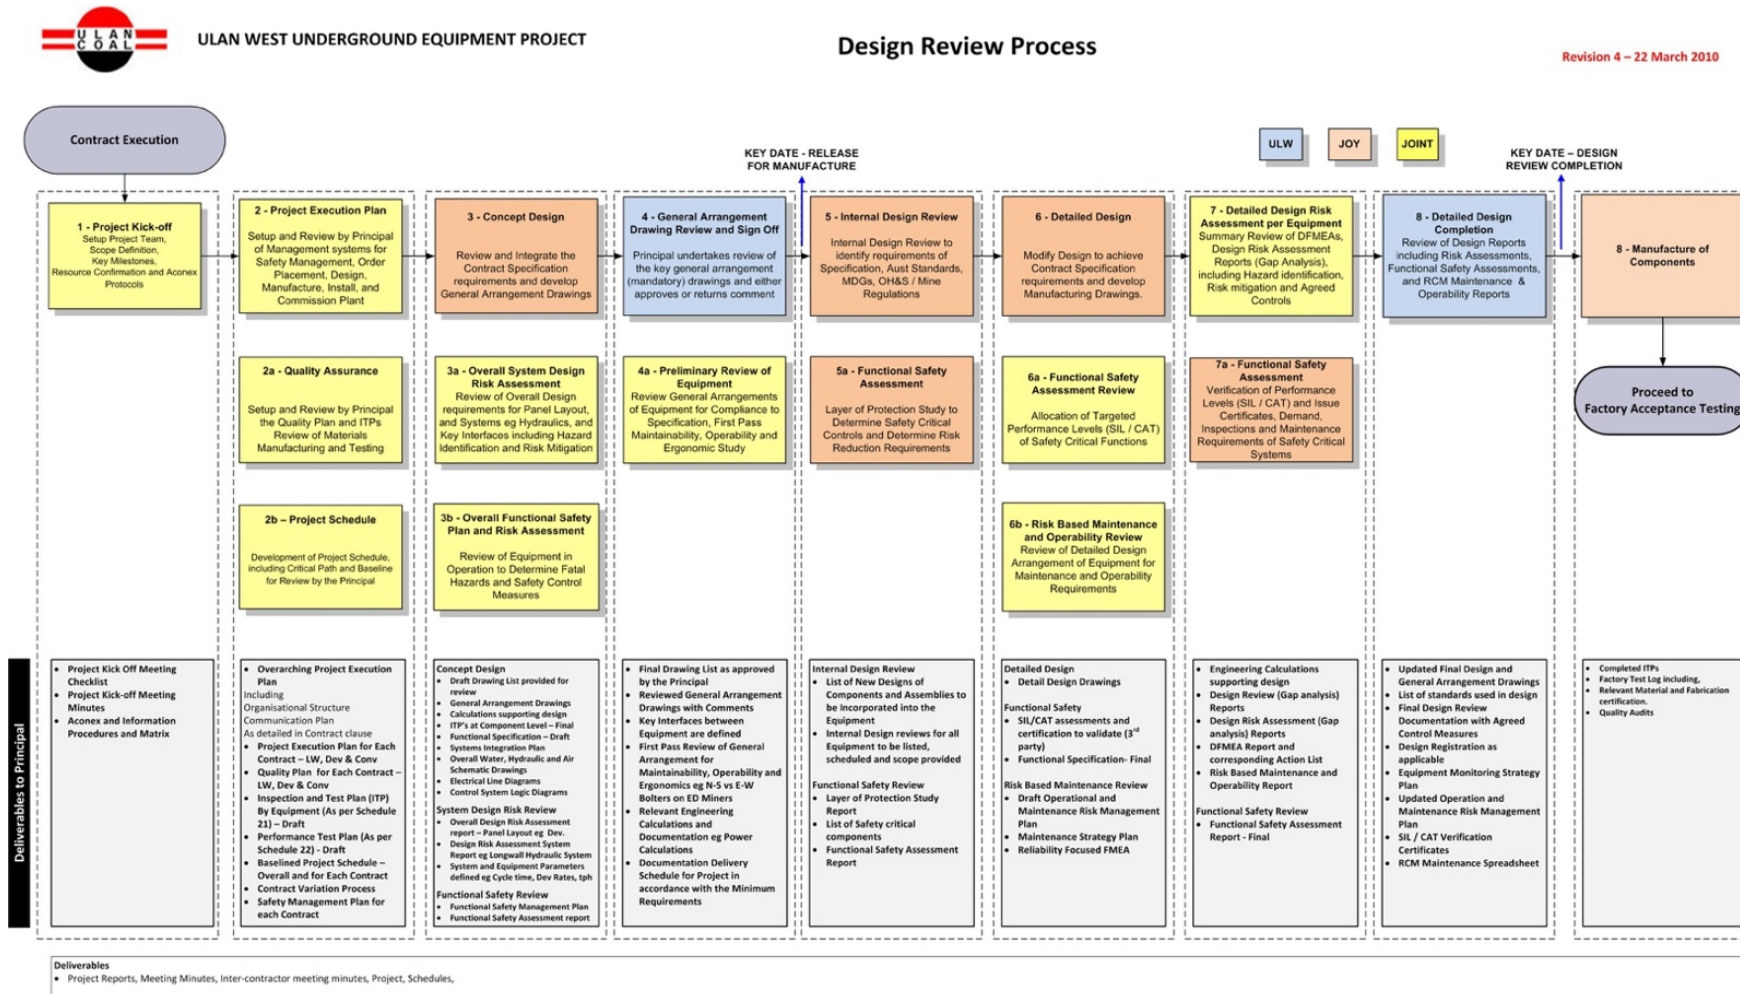 ULAN
COAL
ULAN WEST UNDERGROUND EQUIPMENT PROJECT
Design Review Process
Revision 4 – 22 March 2010
Contract Execution
KEY DATE - RELEASE
FOR MANUFACTURE
ULW
JOY
JOINT
KEY DATE – DESIGN
REVIEW COMPLETION
1 - Project Kick-off
Setup Project Team,
Scope Definition,
Key Milestones,
Resource Confirmation and Aconex
Protocols
2 - Project Execution Plan
Setup and Review by Principal
of Management systems for
Safety Management, Order
Placement, Design,
Manufacture, Install, and
Commission Plant
3 - Concept Design
Review and Integrate the
Contract Specification
requirements and develop
General Arrangement Drawings
4 - General Arrangement
Drawing Review and Sign Off
Principal undertakes review of
the key general arrangement
(mandatory) drawings and either
approves or returns comment
5 - Internal Design Review
Internal Design Review to
identify requirements of
Specification, Aust Standards,
MDGs, OH&S / Mine
Regulations
6 - Detailed Design
Modify Design to achieve
Contract Specification
requirements and develop
Manufacturing Drawings.
7 - Detailed Design Risk
Assessment per Equipment
Summary Review of DFMEAs,
Design Risk Assessment
Reports (Gap Analysis),
including Hazard identification,
Risk mitigation and Agreed
Controls
8 - Detailed Design
Completion
Review of Design Reports
including Risk Assessments,
Functional Safety Assessments,
and RCM Maintenance &
Operability Reports
8 - Manufacture of
Components
2a - Quality Assurance
Setup and Review by Principal
the Quality Plan and ITPs
Review of Materials
Manufacturing and Testing
3a - Overall System Design
Risk Assessment
Review of Overall Design
requirements for Panel Layout,
and Systems eg Hydraulics, and
Key Interfaces including Hazard
Identification and Risk Mitigation
4a - Preliminary Review of
Equipment
Review General Arrangements
of Equipment for Compliance to
Specification, First Pass
Maintainability, Operability and
Ergonomic Study
5a - Functional Safety
Assessment
Layer of Protection Study to
Determine Safety Critical
Controls and Determine Risk
Reduction Requirements
6a - Functional Safety
Assessment Review
Allocation of Targeted
Performance Levels (SIL / CAT)
of Safety Critical Functions
7a - Functional Safety
Assessment
Verification of Performance
Levels (SIL / CAT) and Issue
Certificates, Demand,
Inspections and Maintenance
Requirements of Safety Critical
Systems
Proceed to
Factory Acceptance Testing
2b – Project Schedule
Development of Project Schedule,
including Critical Path and Baseline
for Review by the Principal
3b - Overall Functional Safety
Plan and Risk Assessment
Review of Equipment in
Operation to Determine Fatal
Hazards and Safety Control
Measures
6b - Risk Based Maintenance
and Operability Review
Review of Detailed Design
Arrangement of Equipment for
Maintenance and Operability
Requirements
Deliverables to Principal
• Project Kick Off Meeting
Checklist
• Project Kick-off Meeting
Minutes
• Aconex and Information
Procedures and Matrix
• Overarching Project Execution
Plan
Including
Organisational Structure
Communication Plan
As detailed in Contract clause
• Project Execution Plan for Each
Contract – LW, Dev & Conv
• Quality Plan for Each Contract –
LW, Dev & Conv
• Inspection and Test Plan (ITP)
By Equipment (As per Schedule
21) – Draft
• Performance Test Plan (As per
Schedule 22) - Draft
• Baselined Project Schedule –
Overall and for Each Contract
• Contract Variation Process
• Safety Management Plan for
each Contract
Concept Design
• Draft Drawing List provided for
review
• General Arrangement Drawings
• Calculations supporting design
• ITP's at Component Level – Final
• Functional Specification – Draft
• Systems Integration Plan
• Overall Water, Hydraulic and Air
Schematic Drawings
• Electrical Line Diagrams
• Control System Logic Diagrams
System Design Risk Review
• Overall Design Risk Assessment
report – Panel Layout eg Dev.
• Design Risk Assessment System
Report eg Longwall Hydraulic System
• System and Equipment Parameters
defined eg Cycle time, Dev Rates, tph
Functional Safety Review
• Functional Safety Management Plan
• Functional Safety Assessment report
• Final Drawing List as approved
by the Principal
• Reviewed General Arrangement
Drawings with Comments
• Key Interfaces between
Equipment are defined
• First Pass Review of General
Arrangement for
Maintainability, Operability and
Ergonomics eg N-S vs E-W
Bolters on ED Miners
• Relevant Engineering
Calculations and
Documentation eg Power
Calculations
• Documentation Delivery
Schedule for Project in
accordance with the Minimum
Requirements
Internal Design Review
• List of New Designs of
Components and Assemblies to
be Incorporated into the
Equipment
• Internal Design reviews for all
Equipment to be listed,
scheduled and scope provided
Functional Safety Review
• Layer of Protection Study
Report
• List of Safety critical
components
• Functional Safety Assessment
Report
Detailed Design
• Detail Design Drawings
Functional Safety
• SIL/CAT assessments and
certification to validate (3rd
party)
• Functional Specification- Final
Risk Based Maintenance Review
• Draft Operational and
Maintenance Risk Management
Plan
• Maintenance Strategy Plan
• Reliability Focused FMEA
• Engineering Calculations
supporting design
• Design Review (Gap analysis)
Reports
• Design Risk Assessment (Gap
analysis) Reports
• DFMEA Report and
corresponding Action List
• Risk Based Maintenance and
Operability Report
Functional Safety Review
• Functional Safety Assessment
Report - Final
• Updated Final Design and
General Arrangement Drawings
• List of standards used in design
• Final Design Review
Documentation with Agreed
Control Measures
• Design Registration as
applicable
• Equipment Monitoring Strategy
Plan
• Updated Operation and
Maintenance Risk Management
Plan
• SIL / CAT Verification
Certificates
• RCM Maintenance Spreadsheet
• Completed ITPs
• Factory Test Log including,
• Relevant Material and Fabrication
certification.
• Quality Audits
Deliverables
• Project Reports, Meeting Minutes, Inter-contractor meeting minutes, Project, Schedules,